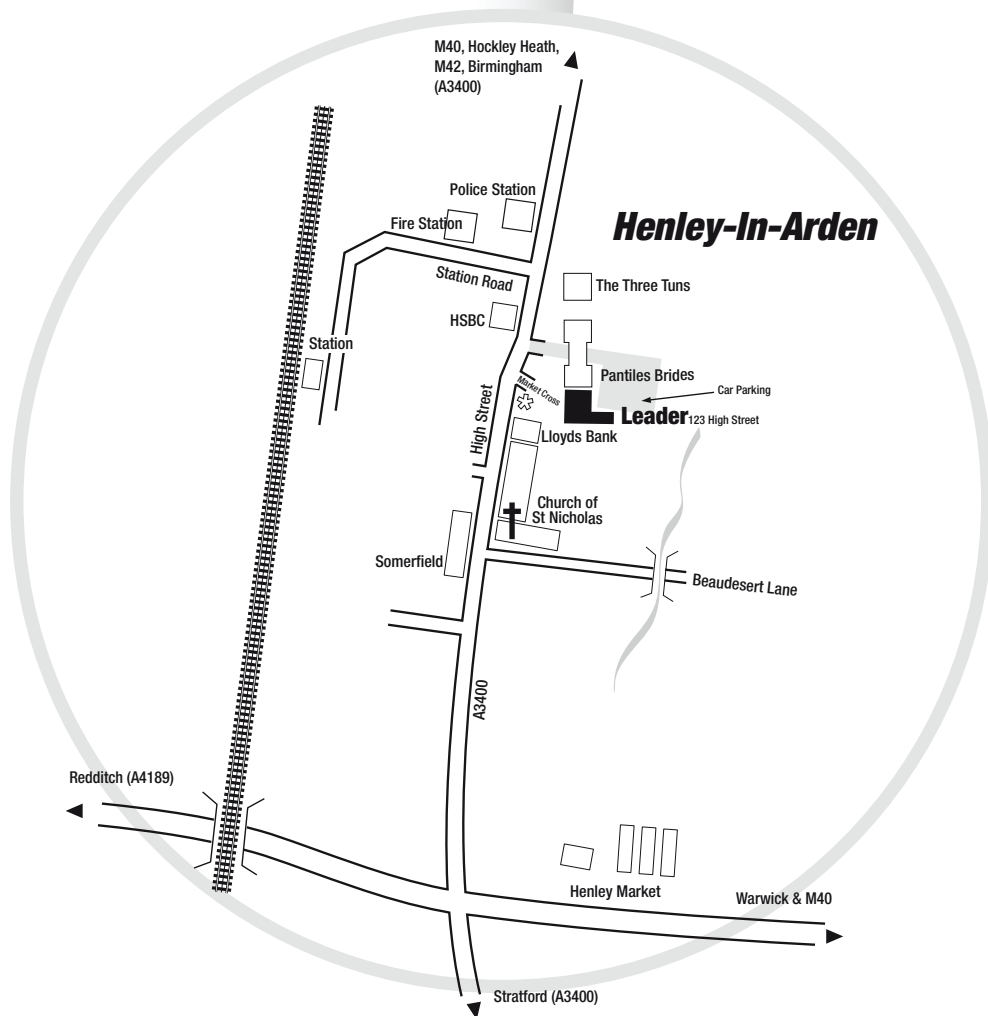 M40, Hockley Heath,
M42, Birmingham
(A3400)
Police Station
Fire Station
Henley-In-Arden
Station Road
The Three Tuns
HSBC
Station
Pantiles Brides
Market Cross
Car Parking
High Street
Leader 123 High Street
Lloyds Bank
Church of
St Nicholas
Somerfield
Beaudesert Lane
A3400
Redditch (A4189)
Henley Market
Warwick & M40
Stratford (A3400)